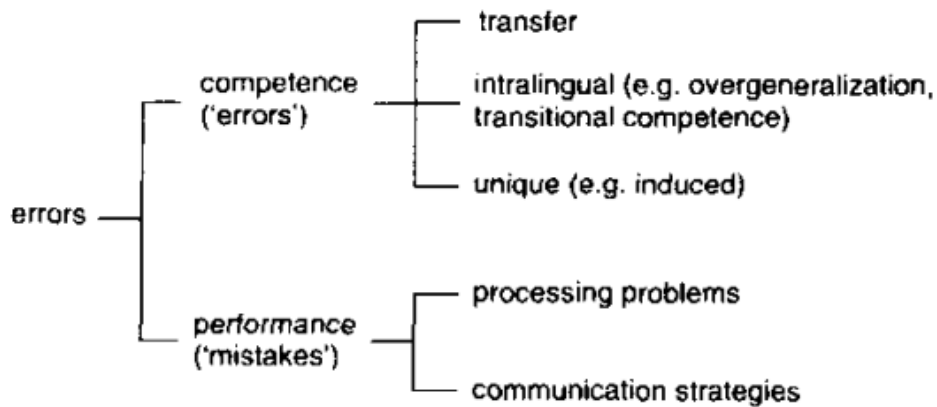 transfer
competence
('errors')
intralingual (e.g. overgeneralization,
transitional competence)
unique (e.g. induced)
errors
processing problems
performance
('mistakes')
communication strategies